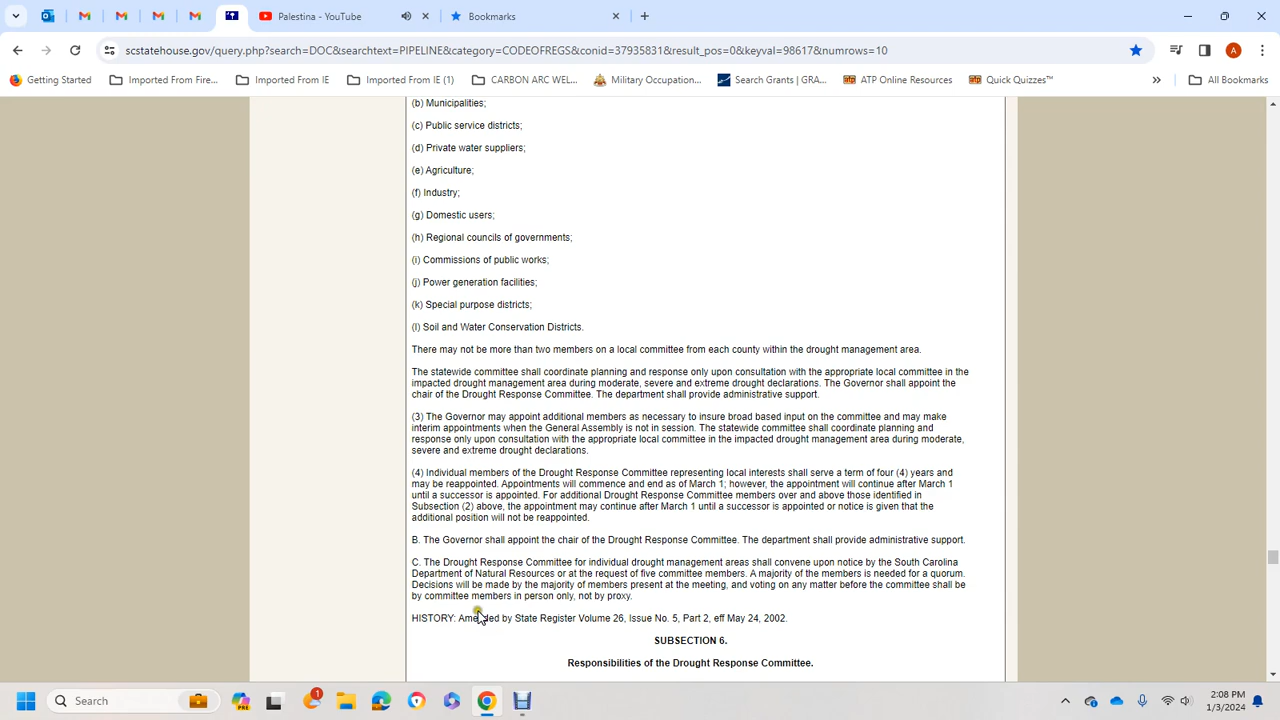 Palestina - YouTube
Bookmarks
scstatehouse.gov/query.php?search=DOC&searchtext=PIPELINE&category=CODEOFREGS&conid=37935831&result_pos=0&keyval=98617&numrows=10
A
Getting Started
Imported From Fire...
Imported From IE
Imported From IE (1)
CARBON ARC WEL...
Military Occupation...
Search Grants | GRA...
ATP Online Resources
Quick Quizzes™
»
All Bookmarks
(b) Municipalities;
(c) Public service districts;
(d) Private water suppliers;
(e) Agriculture;
(f) Industry;
(g) Domestic users;
(h) Regional councils of governments;
(i) Commissions of public works;
(j) Power generation facilities;
(k) Special purpose districts;
(l) Soil and Water Conservation Districts.
There may not be more than two members on a local committee from each county within the drought management area.
The statewide committee shall coordinate planning and response only upon consultation with the appropriate local committee in the
impacted drought management area during moderate, severe and extreme drought declarations. The Governor shall appoint the
chair of the Drought Response Committee. The department shall provide administrative support.
(3) The Governor may appoint additional members as necessary to insure broad based input on the committee and may make
interim appointments when the General Assembly is not in session. The statewide committee shall coordinate planning and
response only upon consultation with the appropriate local committee in the impacted drought management area during moderate,
severe and extreme drought declarations.
(4) Individual members of the Drought Response Committee representing local interests shall serve a term of four (4) years and
may be reappointed. Appointments will commence and end as of March 1; however, the appointment will continue after March 1
until a successor is appointed. For additional Drought Response Committee members over and above those identified in
Subsection (2) above, the appointment may continue after March 1 until a successor is appointed or notice is given that the
additional position will not be reappointed.
B. The Governor shall appoint the chair of the Drought Response Committee. The department shall provide administrative support.
C. The Drought Response Committee for individual drought management areas shall convene upon notice by the South Carolina
Department of Natural Resources or at the request of five committee members. A majority of the members is needed for a quorum.
Decisions will be made by the majority of members present at the meeting, and voting on any matter before the committee shall be
by committee members in person only, not by proxy.
HISTORY: Amended by State Register Volume 26, Issue No. 5, Part 2, eff May 24, 2002.
SUBSECTION 6.
Responsibilities of the Drought Response Committee.
Search
PRE
1
2:08 PM
1/3/2024